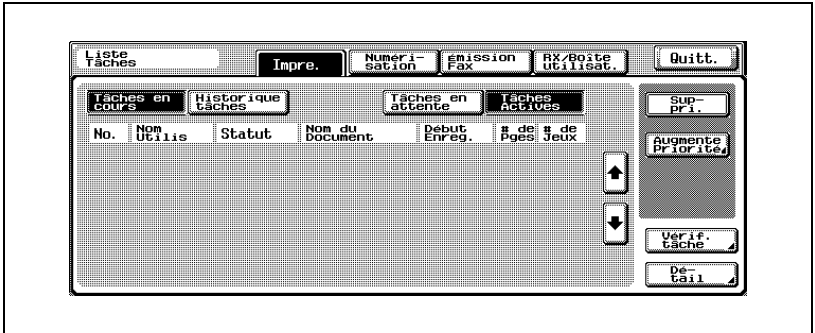 Liste
Tâches
Impre.
Numéri-
sation
Émission
Fax
RX/Boîte
utilisat.
Quitt.
Tâches en
cours
Historique
tâches
Tâches en
attente
Tâches
Actives
Sup-
pri.
No.
Nom
Utilis
Statut
Nom du
Document
Début
Enreg.
# de
Pges
# de
Jeux
Augmente
Priorité
Vérif.
tâche
Dé-
tail